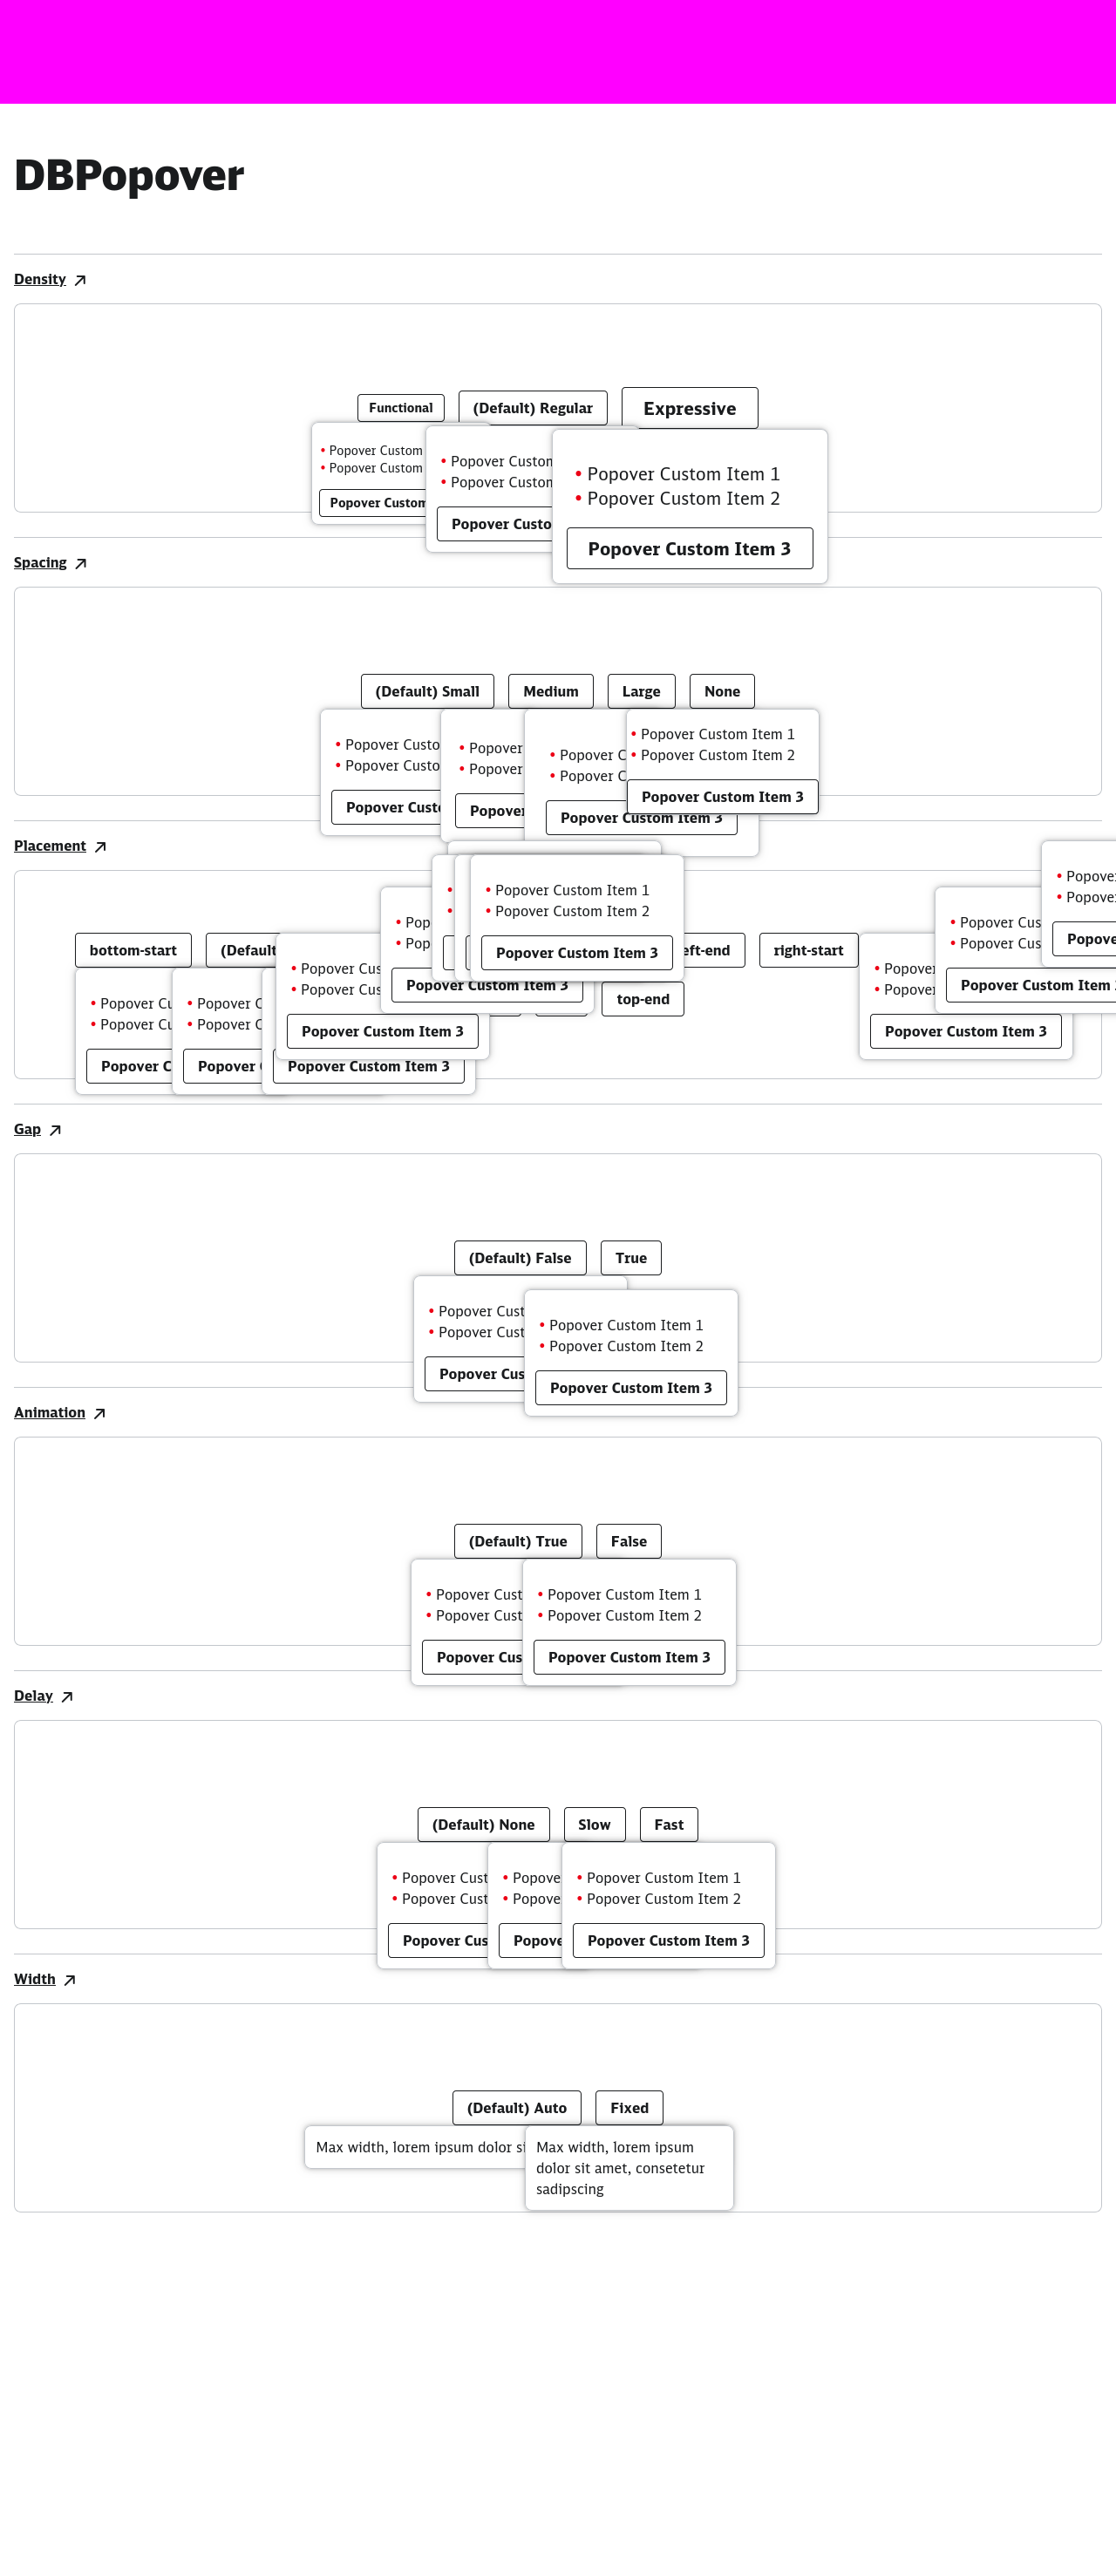 DBPopover
Density
Functional
(Default) Regular
Expressive
• Popover Custom
• Popover Custom
Popover Custom
• Popover Custom
• Popover Custom
Popover Custo
• Popover Custom Item 1
• Popover Custom Item 2
Popover Custom Item 3
Spacing
(Default) Small
Medium
Large
None
• Popover Custo
• Popover Custo
Popover Custo
• Popover
• Popover
Popover
• Popover C
• Popover C
Popover Custom Item 3
• Popover Custom Item 1
• Popover Custom Item 2
Popover Custom Item 3
Placement
bottom-start
(Default
eft-end
right-start
top-end
• Popover Cu
• Popover Cu
Popover C
• Popover C
• Popover C
Popover C
Popover Custom Item 3
• Popover Cus
• Popover Cus
Popover Custom Item 3
• Pop
• Pop
Popover Custom Item 3
• Popover Custom Item 1
• Popover Custom Item 2
Popover Custom Item 3
• Popover
• Popover
Popover Custom Item 3
• Popover Cus
• Popover Cus
Popover Custom Item
• Popover
• Popover
Popove
Gap
(Default) False
True
• Popover Cust
• Popover Cust
Popover Cus
• Popover Custom Item 1
• Popover Custom Item 2
Popover Custom Item 3
Animation
(Default) True
False
• Popover Cust
• Popover Cust
Popover Cus
• Popover Custom Item 1
• Popover Custom Item 2
Popover Custom Item 3
Delay
(Default) None
Slow
Fast
• Popover Cust
• Popover Cust
Popover Cus
• Popove
• Popove
Popove
• Popover Custom Item 1
• Popover Custom Item 2
Popover Custom Item 3
Width
(Default) Auto
Fixed
Max width, lorem ipsum dolor si
Max width, lorem ipsum
dolor sit amet, consetetur
sadipscing